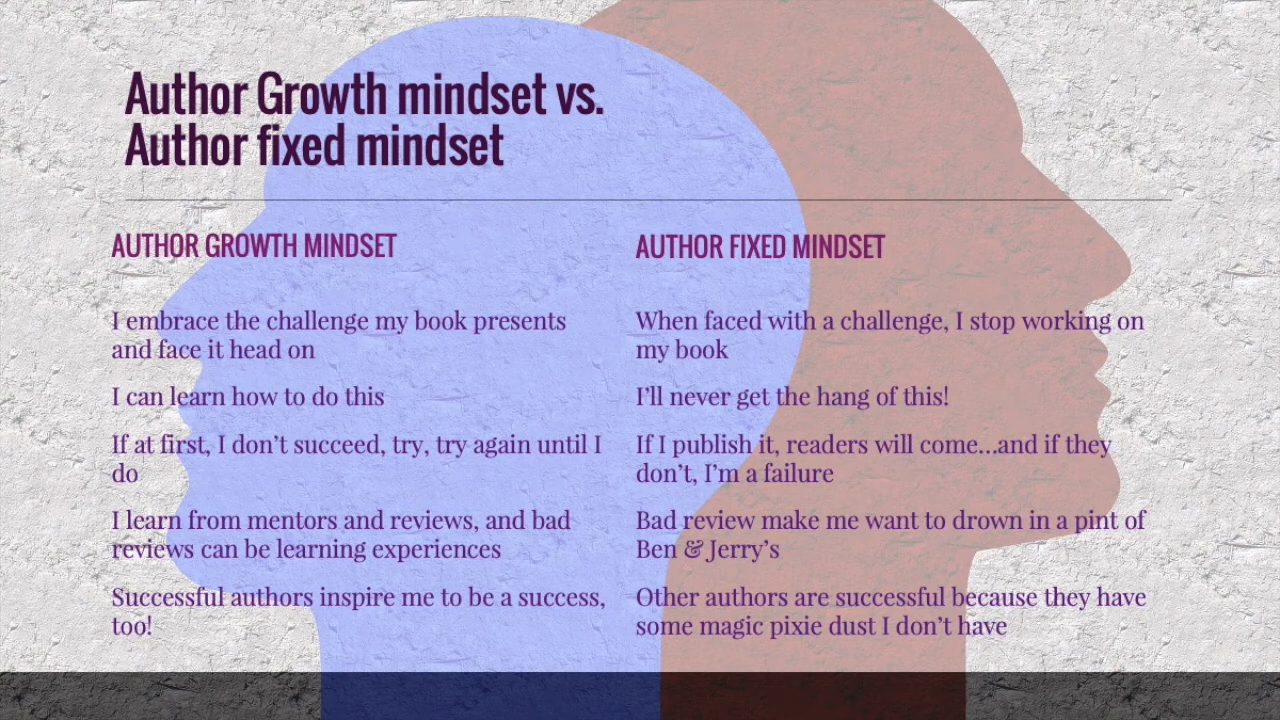 Author Growth mindset vs.
Author fixed mindset
AUTHOR GROWTH MINDSET
I embrace the challenge my book presents
and face it head on
I can learn how to do this
If at first, I don’t succeed, try, try again until I
do
I learn from mentors and reviews, and bad
reviews can be learning experiences
Successful authors inspire me to be a success,
too!
AUTHOR FIXED MINDSET
When faced with a challenge, I stop working on
my book
I’ll never get the hang of this!
If I publish it, readers will come…and if they
don’t, I’m a failure
Bad review make me want to drown in a pint of
Ben & Jerry’s
Other authors are successful because they have
some magic pixie dust I don’t have